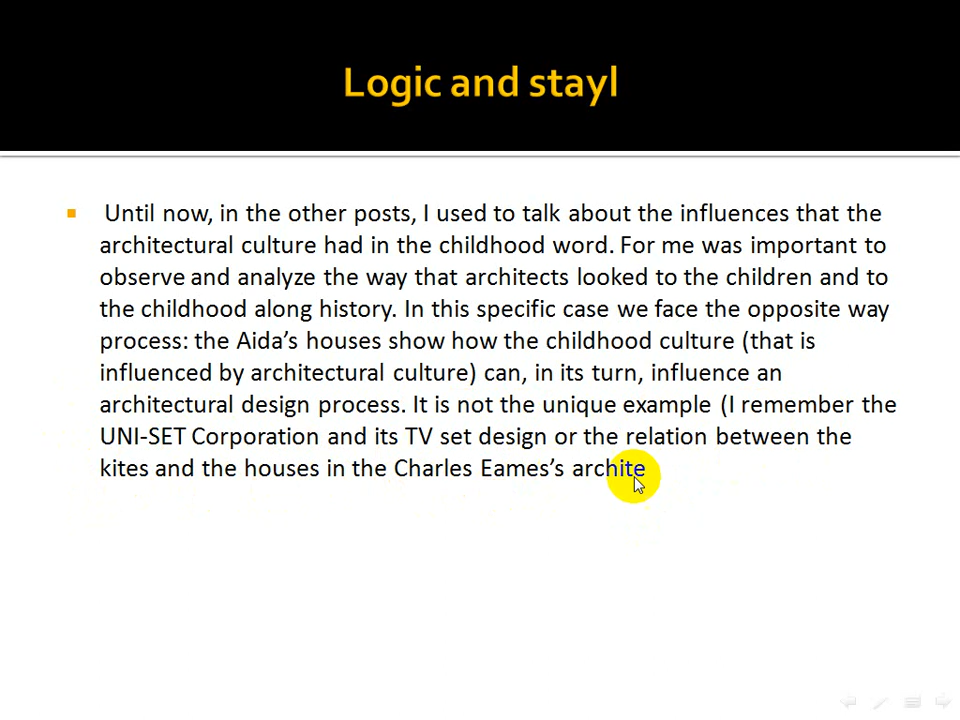 Logic and stayl
Until now, in the other posts, I used to talk about the influences that the
architectural culture had in the childhood word. For me was important to
observe and analyze the way that architects looked to the children and to
the childhood along history. In this specific case we face the opposite way
process: the Aida’s houses show how the childhood culture (that is
influenced by architectural culture) can, in its turn, influence an
architectural design process. It is not the unique example (I remember the
UNI-SET Corporation and its TV set design or the relation between the
kites and the houses in the Charles Eames’s archite